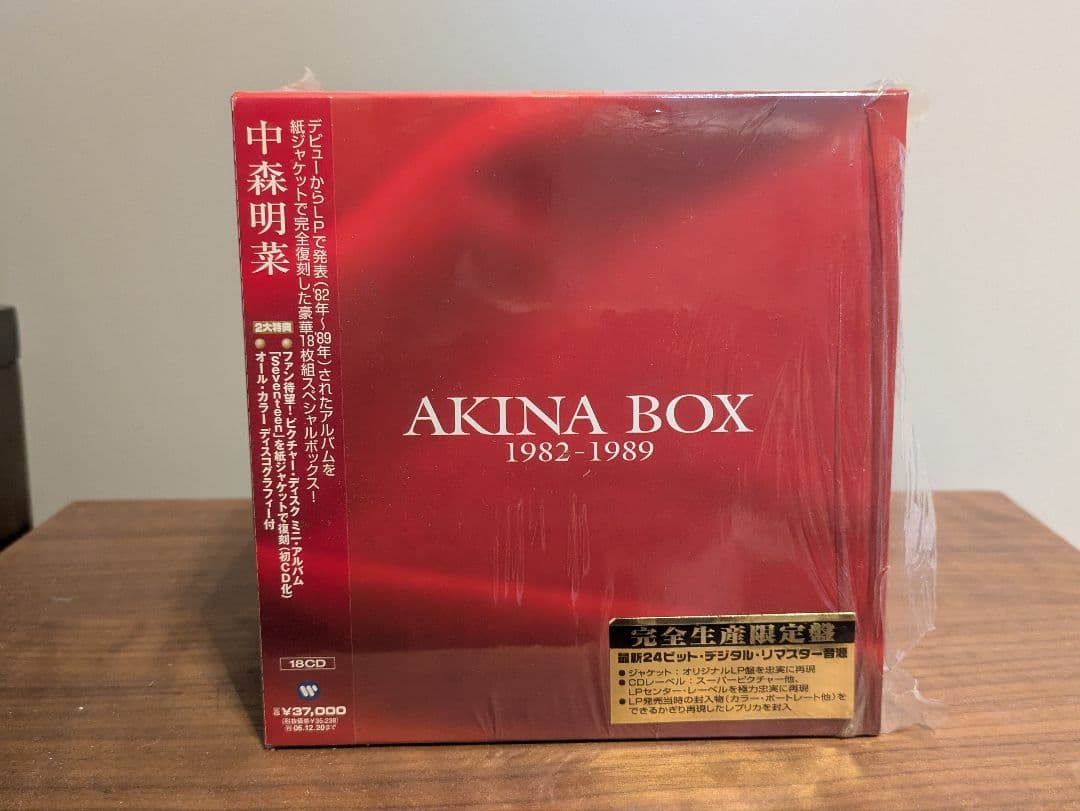 中森明菜
デビューからLPで発表('82年〜'89年)されたアルバムを
紙ジャケットで完全復刻した豪華18枚組スペシャルボックス!
2大特典
ファン待望!ピクチャー・ディスク ミニ・アルバム
「Seventeen」を紙ジャケットで復刻(初CD化)
オール・カラー ディスコグラフィー付
18CD
¥37,000
(税抜価格¥35,238)
05.12.20まで
AKINA BOX
1982-1989
完全生産限定盤
最新24ビット・デジタル・リマスター音源
●ジャケット:オリジナルLP盤を忠実に再現
●CDレーベル:スーパーピクチャー他、
LPセンター・レーベルを極力忠実に再現
●LP発売当時の封入物(カラー・ポートレート他)を
できるかぎり再現したレプリカを封入